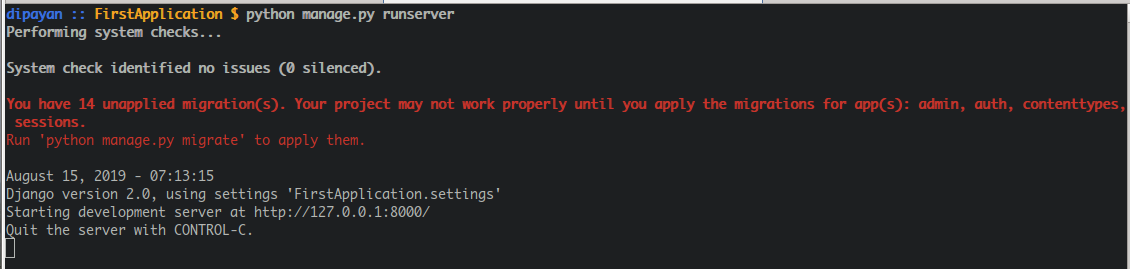 dipayan :: FirstApplication $ python manage.py runserver
Performing system checks...
System check identified no issues (0 silenced).
You have 14 unapplied migration(s). Your project may not work properly until you apply the migrations for app(s): admin, auth, contenttypes,
sessions.
Run 'python manage.py migrate' to apply them.
August 15, 2019 - 07:13:15
Django version 2.0, using settings 'FirstApplication.settings'
Starting development server at http://127.0.0.1:8000/
Quit the server with CONTROL-C.